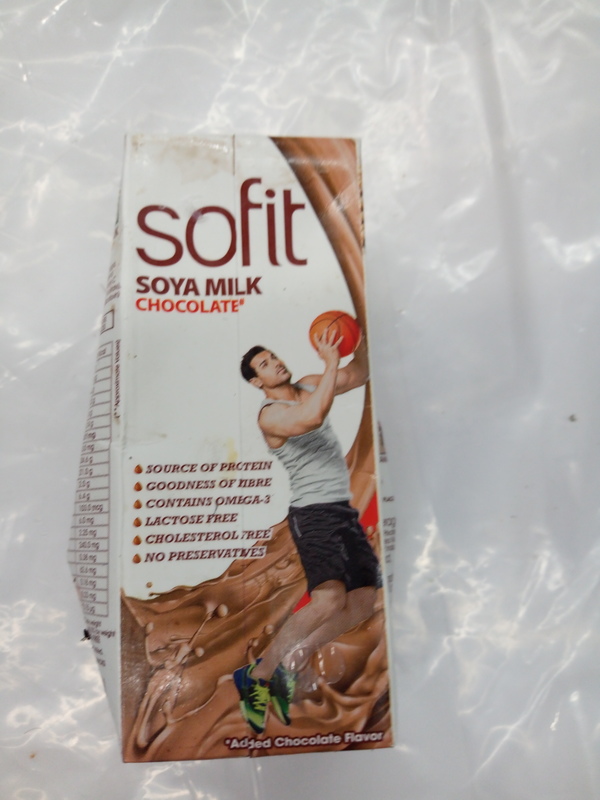 sofit
SOYA MILK
CHOCOLATE#
SOURCE OF PROTEIN
GOODNESS OF FIBRE
CONTAINS OMEGA-3
LACTOSE FREE
CHOLESTEROL FREE
NO PRESERVATIVES
*Added Chocolate Flavor